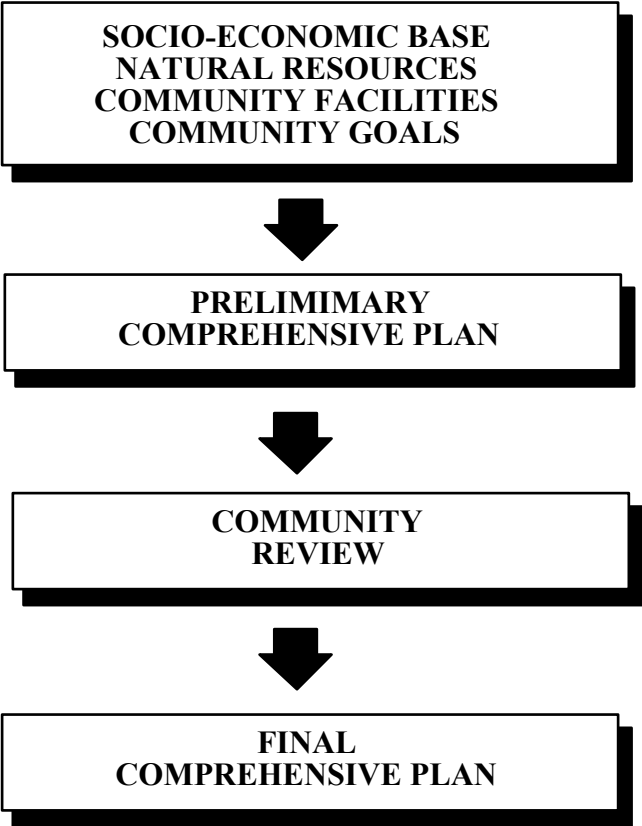 SOCIO-ECONOMIC BASE
NATURAL RESOURCES
COMMUNITY FACILITIES
COMMUNITY GOALS
PRELIMIMARY
COMPREHENSIVE PLAN
COMMUNITY
REVIEW
FINAL
COMPREHENSIVE PLAN